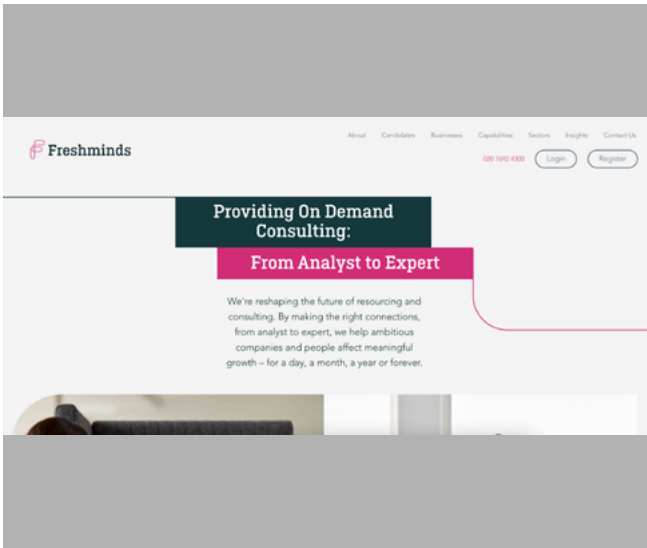 Freshminds
About Candidates Businesses Capabilities Sectors Insights Contact Us
020 7692 4300 Login Register
Providing On Demand
Consulting:
From Analyst to Expert
We're reshaping the future of resourcing and
consulting. By making the right connections,
from analyst to expert, we help ambitious
companies and people affect meaningful
growth – for a day, a month, a year or forever.